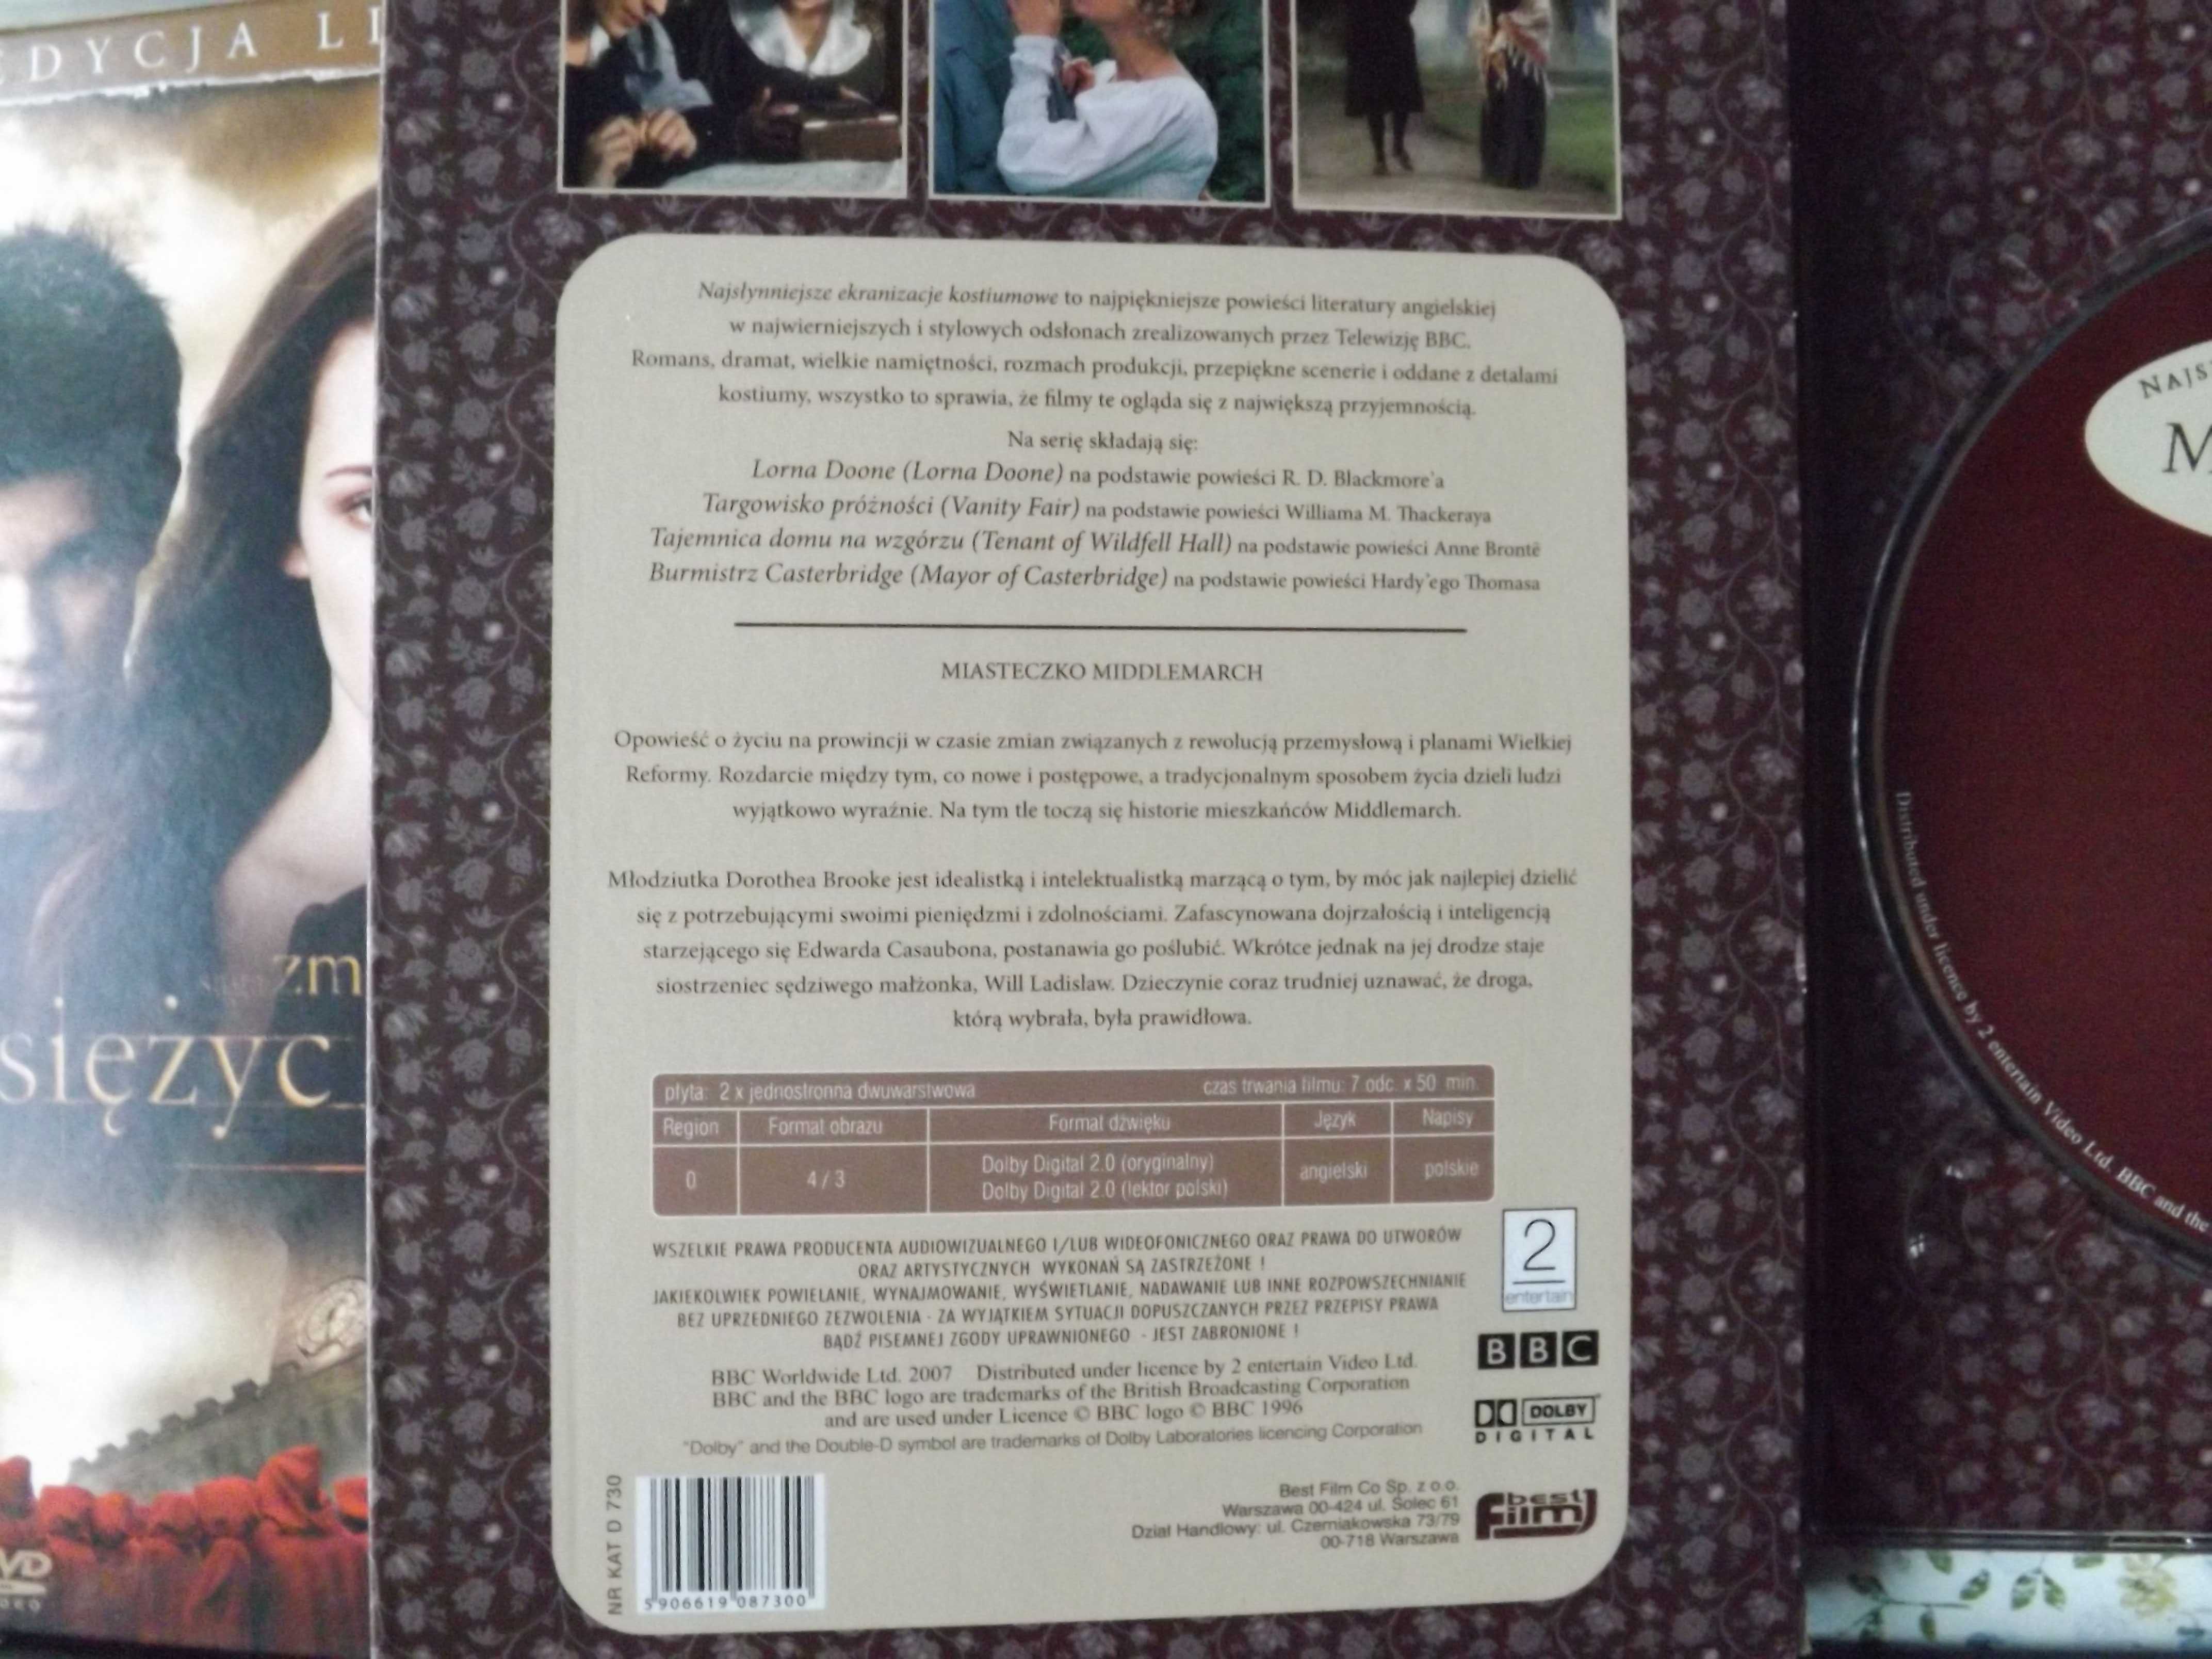 EDYCJA LI
zm
siężyc
Najsłynniejsze ekranizacje kostiumowe to najpiękniejsze powieści literatury angielskiej
w najwierniejszych i stylowych odsłonach zrealizowanych przez Telewizję BBC.
Romans, dramat, wielkie namiętności, rozmach produkcji, przepiękne scenerie i oddane z detalami
kostiumy, wszystko to sprawia, że filmy te ogląda się z największą przyjemnością.
Na serię składają się:
Lorna Doone (Lorna Doone) na podstawie powieści R. D. Blackmore'a
Targowisko próżności (Vanity Fair) na podstawie powieści Williama M. Thackeraya
Tajemnica domu na wzgórzu (Tenant of Wildfell Hall) na podstawie powieści Anne Brontë
Burmistrz Casterbridge (Mayor of Casterbridge) na podstawie powieści Hardy'ego Thomasa
MIASTECZKO MIDDLEMARCH
Opowieść o życiu na prowincji w czasie zmian związanych z rewolucją przemysłową i planami Wielkiej
Reformy. Rozdarcie między tym, co nowe i postępowe, a tradycjonalnym sposobem życia dzieli ludzi
wyjątkowo wyraźnie. Na tym tle toczą się historie mieszkańców Middlemarch.
Młodziutka Dorothea Brooke jest idealistką i intelektualistką marzącą o tym, by móc jak najlepiej dzielić
się z potrzebującymi swoimi pieniędzmi i zdolnościami. Zafascynowana dojrzałością i inteligencją
starzejącego się Edwarda Casaubona, postanawia go poślubić. Wkrótce jednak na jej drodze staje
siostrzeniec sędziwego małżonka, Will Ladislaw. Dzieczynie coraz trudniej uznawać, że droga,
którą wybrała, była prawidłowa.
płyta: 2 x jednostronna dwuwarstwowa czas trwania filmu: 7 odc. x 50 min.
Region Format obrazu Format dźwięku Język Napisy
0 4 / 3 Dolby Digital 2.0 (oryginalny) angielski polskie
Dolby Digital 2.0 (lektor polski)
WSZELKIE PRAWA PRODUCENTA AUDIOWIZUALNEGO I/LUB WIDEOFONICZNEGO ORAZ PRAWA DO UTWORÓW
ORAZ ARTYSTYCZNYCH WYKONAŃ SĄ ZASTRZEŻONE !
JAKIEKOLWIEK POWIELANIE, WYNAJMOWANIE, WYŚWIETLANIE, NADAWANIE LUB INNE ROZPOWSZECHNIANIE
BEZ UPRZEDNIEGO ZEZWOLENIA - ZA WYJĄTKIEM SYTUACJI DOPUSZCZANYCH PRZEZ PRZEPISY PRAWA
BĄDŹ PISEMNEJ ZGODY UPRAWNIONEGO - JEST ZABRONIONE !
BBC Worldwide Ltd. 2007 Distributed under licence by 2 entertain Video Ltd.
BBC and the BBC logo are trademarks of the British Broadcasting Corporation
and are used under Licence © BBC logo © BBC 1996
"Dolby" and the Double-D symbol are trademarks of Dolby Laboratories licencing Corporation
2
entertain
BBC
DOLBY
DIGITAL
NR KAT D 730
5906619 087300
Best Film Co Sp. z o.o.
Warszawa 00-424 ul. Solec 61
Dział Handlowy: ul. Czerniakowska 73/79
00-718 Warszawa
best
film
NAJS
M
Distributed under licence by 2 entertain Video Ltd. BBC and the